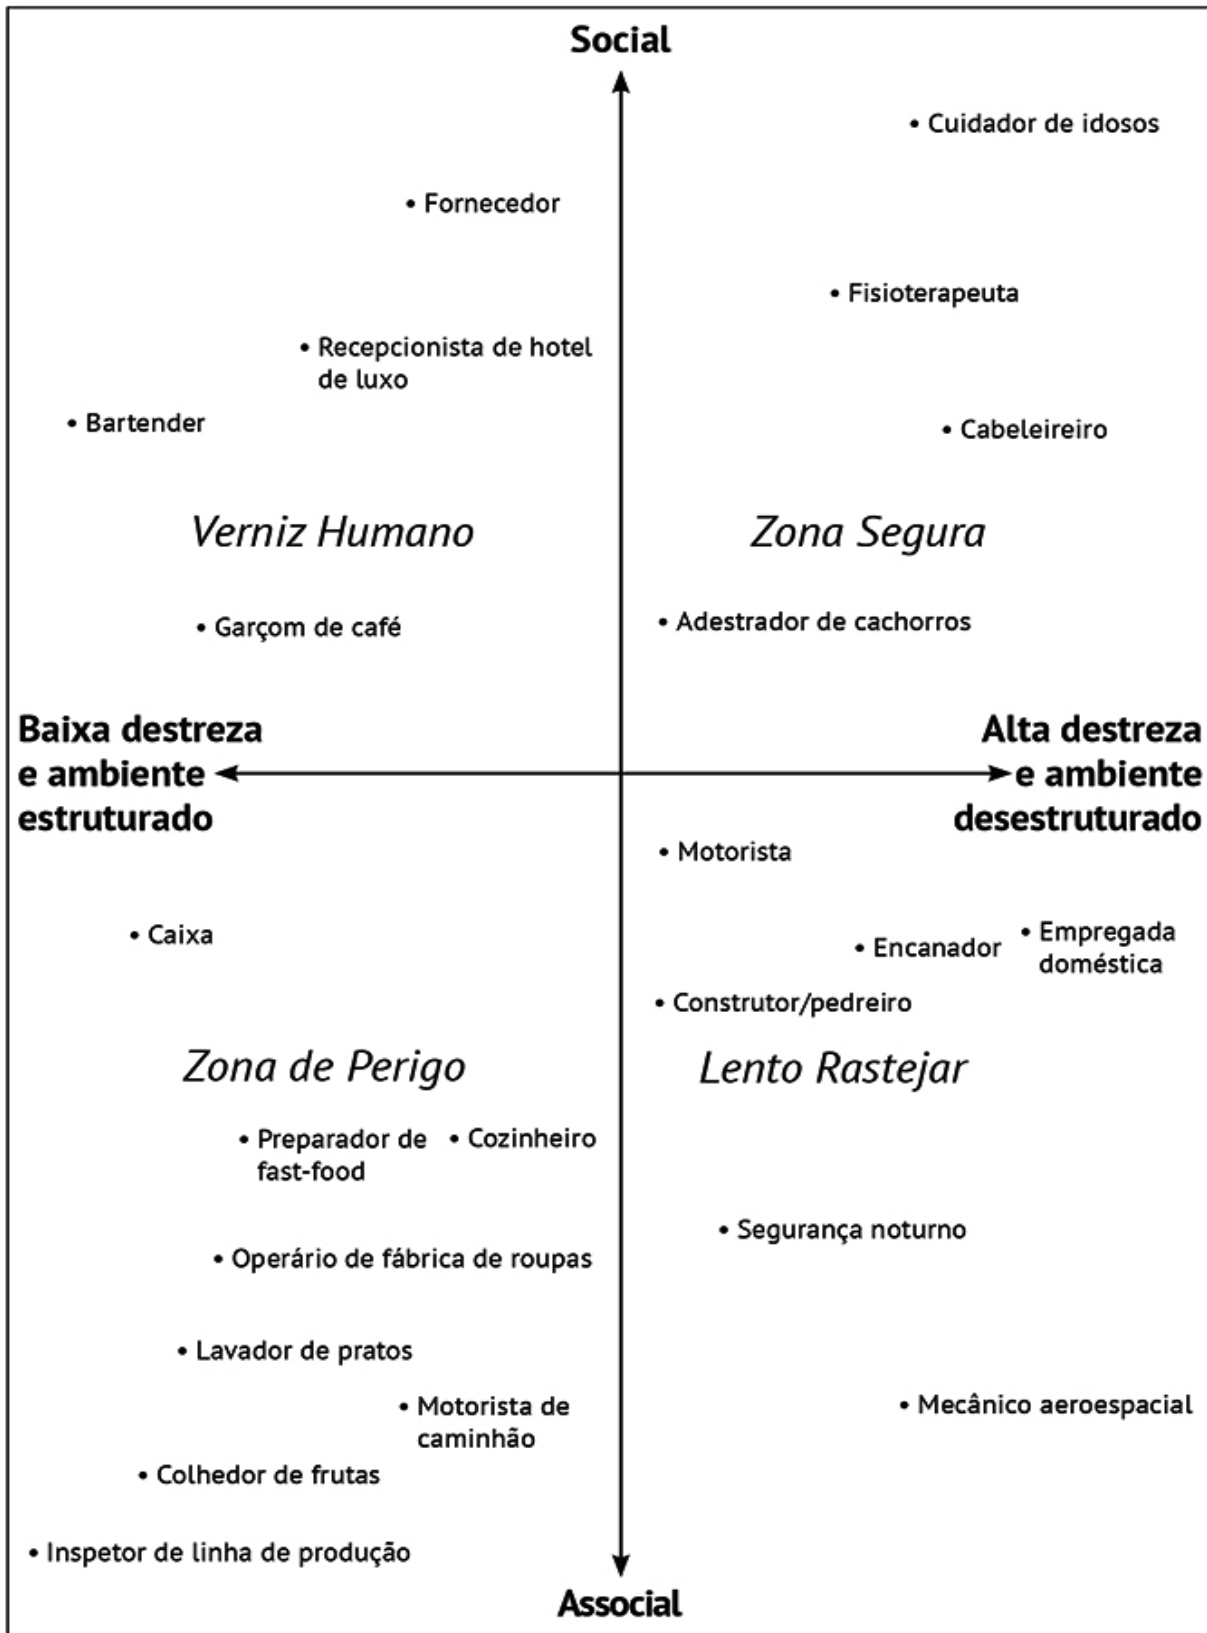 Social
• Cuidador de idosos
• Fornecedor
• Fisioterapeuta
• Recepcionista de hotel
de luxo
• Bartender
• Cabeleireiro
Verniz Humano
Zona Segura
• Garçom de café
• Adestrador de cachorros
Baixa destreza
e ambiente
estruturado
Alta destreza
e ambiente
desestruturado
• Motorista
• Caixa
• Encanador
• Empregada
doméstica
• Construtor/pedreiro
Zona de Perigo
Lento Rastejar
• Preparador de
fast-food
• Cozinheiro
• Segurança noturno
• Operário de fábrica de roupas
• Lavador de pratos
• Motorista de
caminhão
• Mecânico aeroespacial
• Colhedor de frutas
• Inspetor de linha de produção
Associal